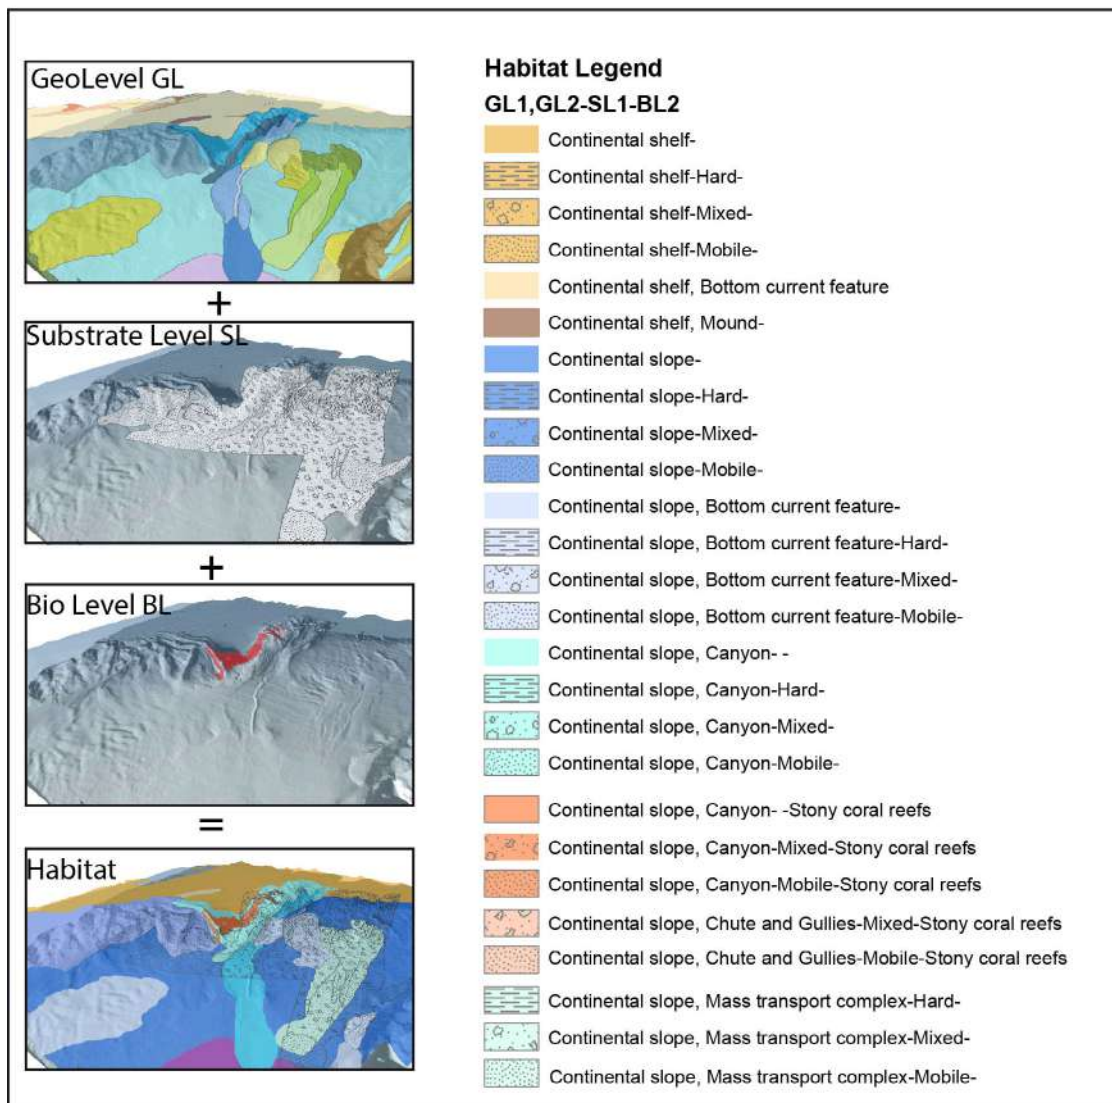 GeoLevel GL
+
Substrate Level SL
+
Bio Level BL
=
Habitat
Habitat Legend
GL1,GL2-SL1-BL2
Continental shelf-
Continental shelf-Hard-
Continental shelf-Mixed-
Continental shelf-Mobile-
Continental shelf, Bottom current feature
Continental shelf, Mound-
Continental slope-
Continental slope-Hard-
Continental slope-Mixed-
Continental slope-Mobile-
Continental slope, Bottom current feature-
Continental slope, Bottom current feature-Hard-
Continental slope, Bottom current feature-Mixed-
Continental slope, Bottom current feature-Mobile-
Continental slope, Canyon- -
Continental slope, Canyon-Hard-
Continental slope, Canyon-Mixed-
Continental slope, Canyon-Mobile-
Continental slope, Canyon- -Stony coral reefs
Continental slope, Canyon-Mixed-Stony coral reefs
Continental slope, Canyon-Mobile-Stony coral reefs
Continental slope, Chute and Gullies-Mixed-Stony coral reefs
Continental slope, Chute and Gullies-Mobile-Stony coral reefs
Continental slope, Mass transport complex-Hard-
Continental slope, Mass transport complex-Mixed-
Continental slope, Mass transport complex-Mobile-